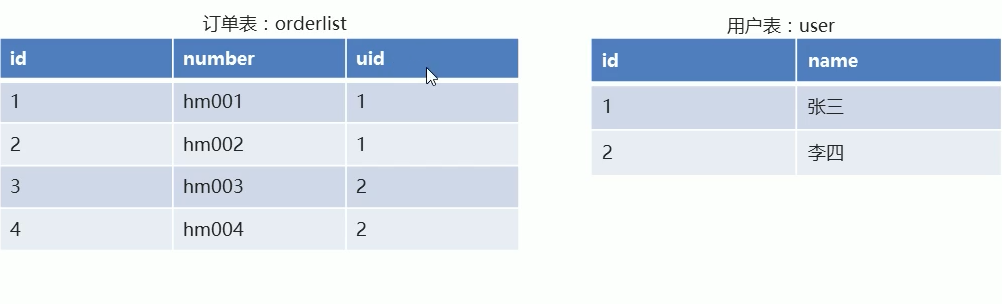 订单表：orderlist
id number uid
1 hm001 1
2 hm002 1
3 hm003 2
4 hm004 2
用户表：user
id name
1 张三
2 李四